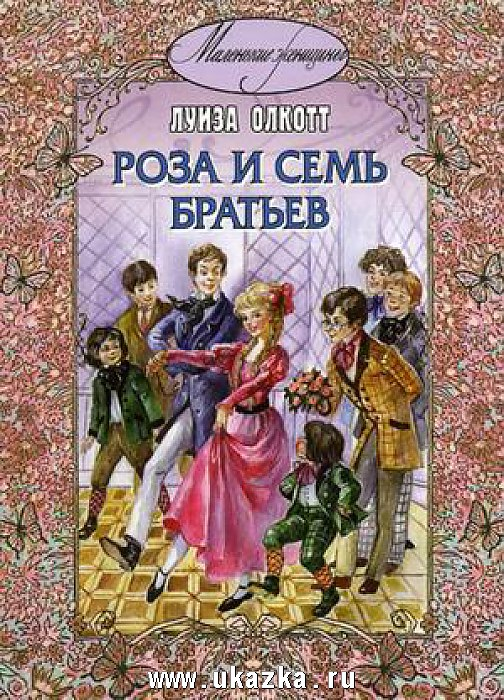 Маленькие женщины
ЛУИЗА ОЛКОТТ
РОЗА И СЕМЬ
БРАТЬЕВ
www.ukazka.ru